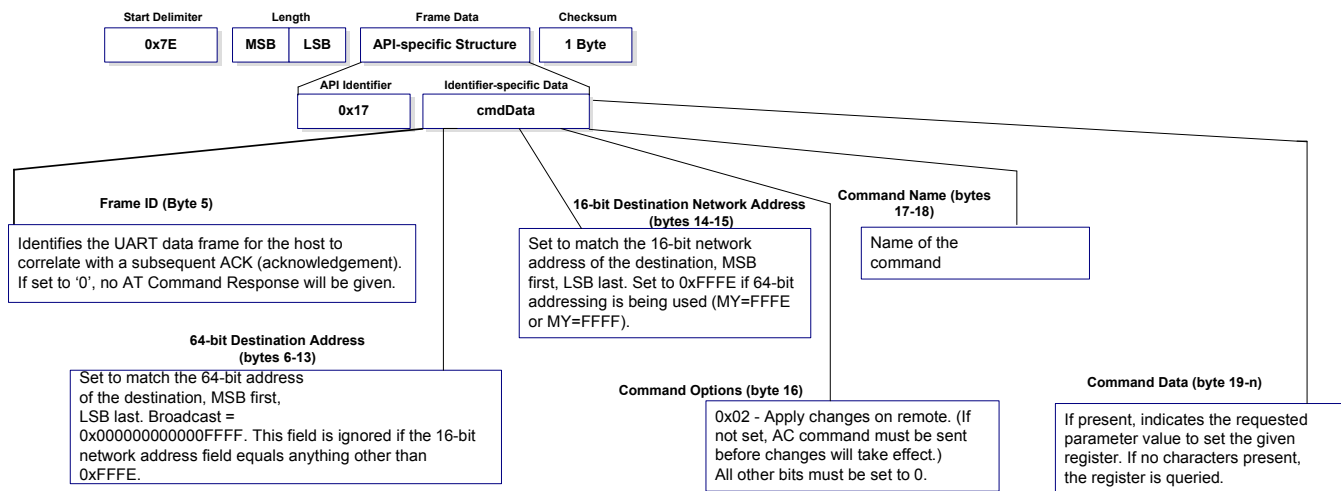 Start Delimiter
Length
Frame Data
Checksum
0x7E
MSB
LSB
API-specific Structure
1 Byte
API Identifier
Identifier-specific Data
0x17
cmdData
Frame ID (Byte 5)
Identifies the UART data frame for the host to
correlate with a subsequent ACK (acknowledgement).
If set to ‘0’, no AT Command Response will be given.
64-bit Destination Address
(bytes 6-13)
Set to match the 64-bit address
of the destination, MSB first,
LSB last. Broadcast =
0x000000000000FFFF. This field is ignored if the 16-bit
network address field equals anything other than
0xFFFE.
16-bit Destination Network Address
(bytes 14-15)
Set to match the 16-bit network
address of the destination, MSB
first, LSB last. Set to 0xFFFE if 64-bit
addressing is being used (MY=FFFE
or MY=FFFF).
Command Options (byte 16)
0x02 - Apply changes on remote. (If
not set, AC command must be sent
before changes will take effect.)
All other bits must be set to 0.
Command Name (bytes
17-18)
Name of the
command
Command Data (byte 19-n)
If present, indicates the requested
parameter value to set the given
register. If no characters present,
the register is queried.